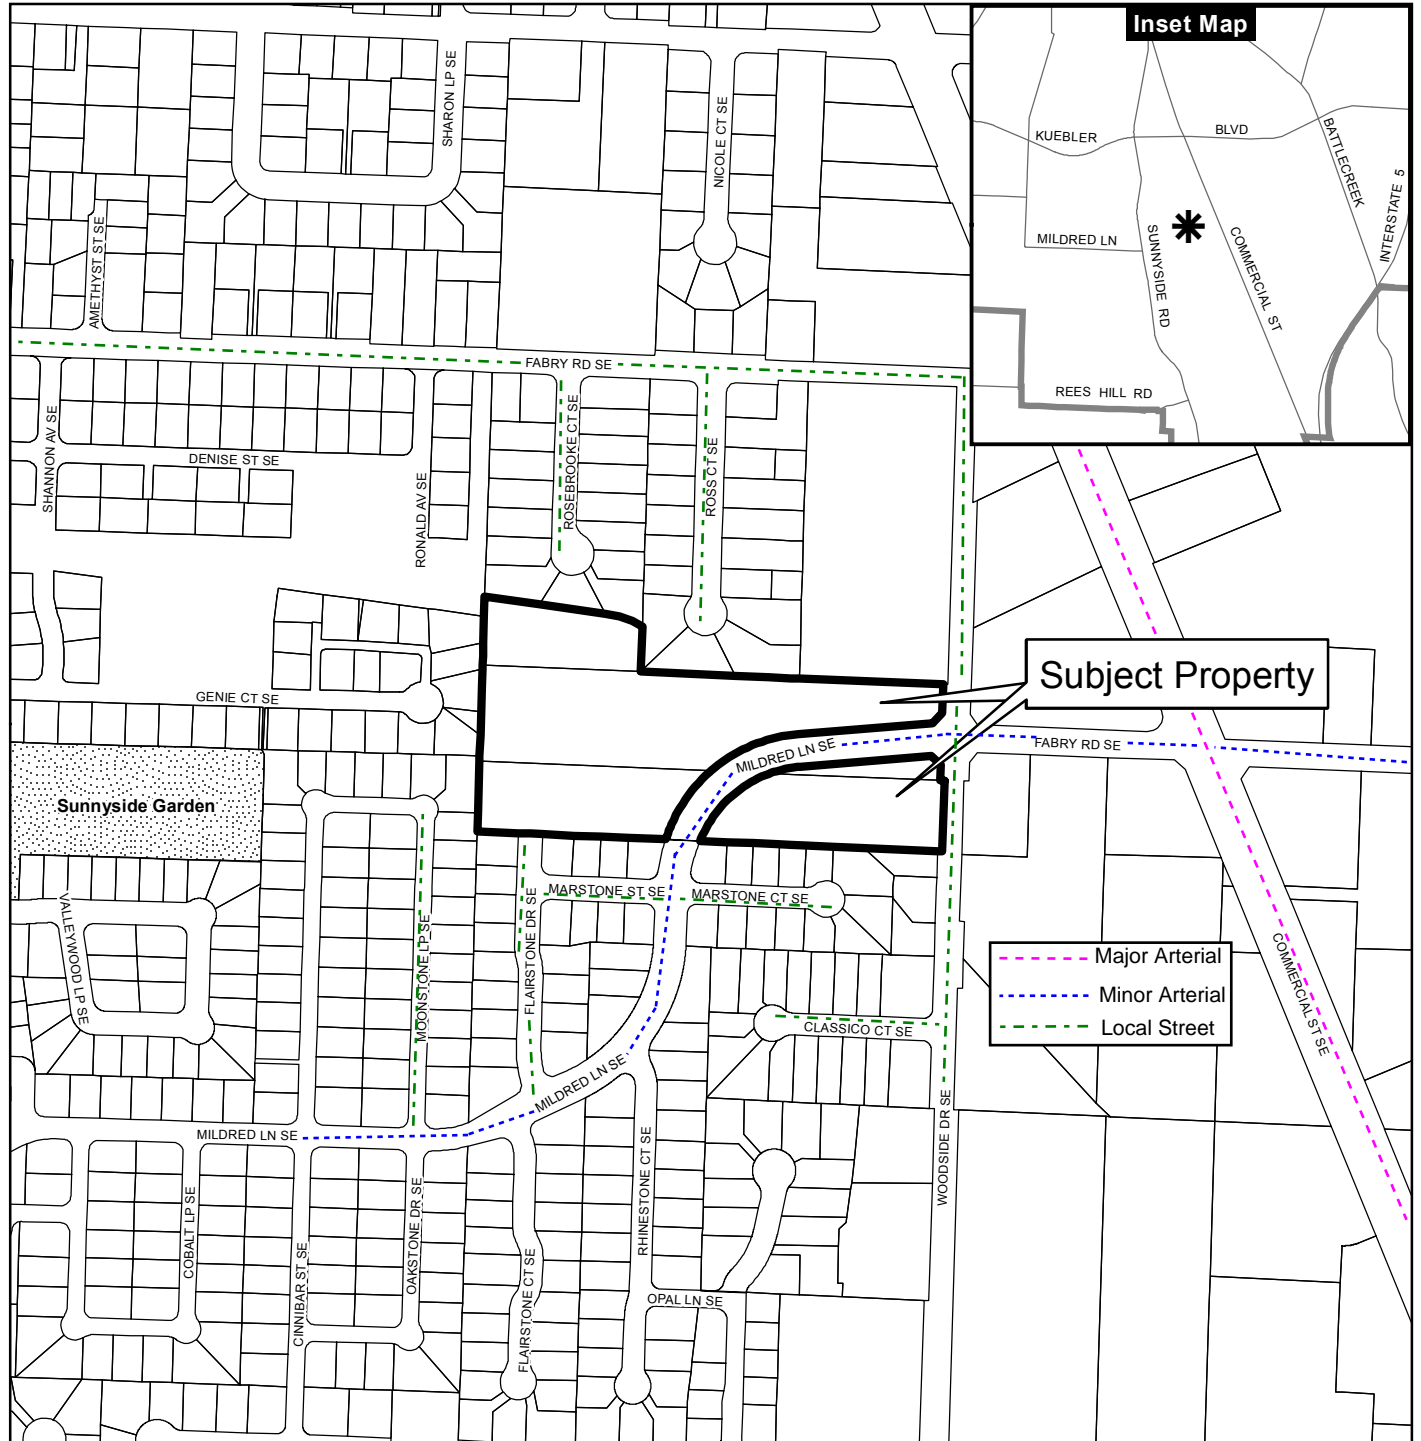 Inset Map
KUEBLER
BLVD
BATTLECREEK
INTERSTATE 5
MILDRED LN
SUNNYSIDE RD
COMMERCIAL ST
REES HILL RD
SHARON LP SE
NICOLE CT SE
AMETHYST ST SE
FABRY RD SE
SHANNON AV SE
DENISE ST SE
RONALD AV SE
ROSEBROOKE CT SE
ROSS CT SE
Subject Property
GENIE CT SE
MILDRED LN SE
FABRY RD SE
Sunnyside Garden
VALLEYWOOD LP SE
MOONSTONE LP SE
FLAIRSTONE DR SE
MARSTONE ST SE
MARSTONE CT SE
Major Arterial
Minor Arterial
Local Street
COMMERCIAL ST SE
CLASSICO CT SE
MILDRED LN SE
MILDRED LN SE
WOODSIDE DR SE
COBALT LP SE
CINNIBAR ST SE
OAKSTONE DR SE
FLAIRSTONE CT SE
RHINESTONE CT SE
OPAL LN SE